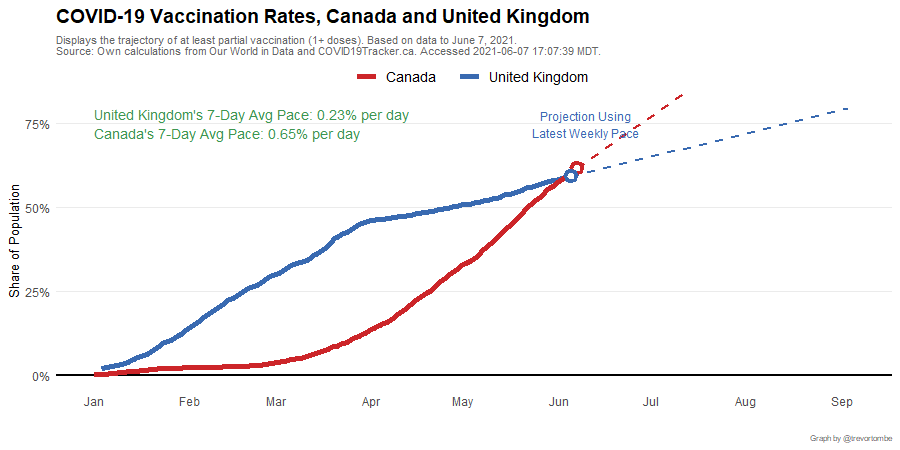 COVID-19 Vaccination Rates, Canada and United Kingdom
Displays the trajectory of at least partial vaccination (1+ doses). Based on data to June 7, 2021.
Source: Own calculations from Our World in Data and COVID19Tracker.ca. Accessed 2021-06-07 17:07:39 MDT.
Canada United Kingdom
United Kingdom's 7-Day Avg Pace: 0.23% per day
Canada's 7-Day Avg Pace: 0.65% per day
Projection Using
Latest Weekly Pace
75%
50%
25%
0%
Share of Population
Jan Feb Mar Apr May Jun Jul Aug Sep
Graph by @trevortombe